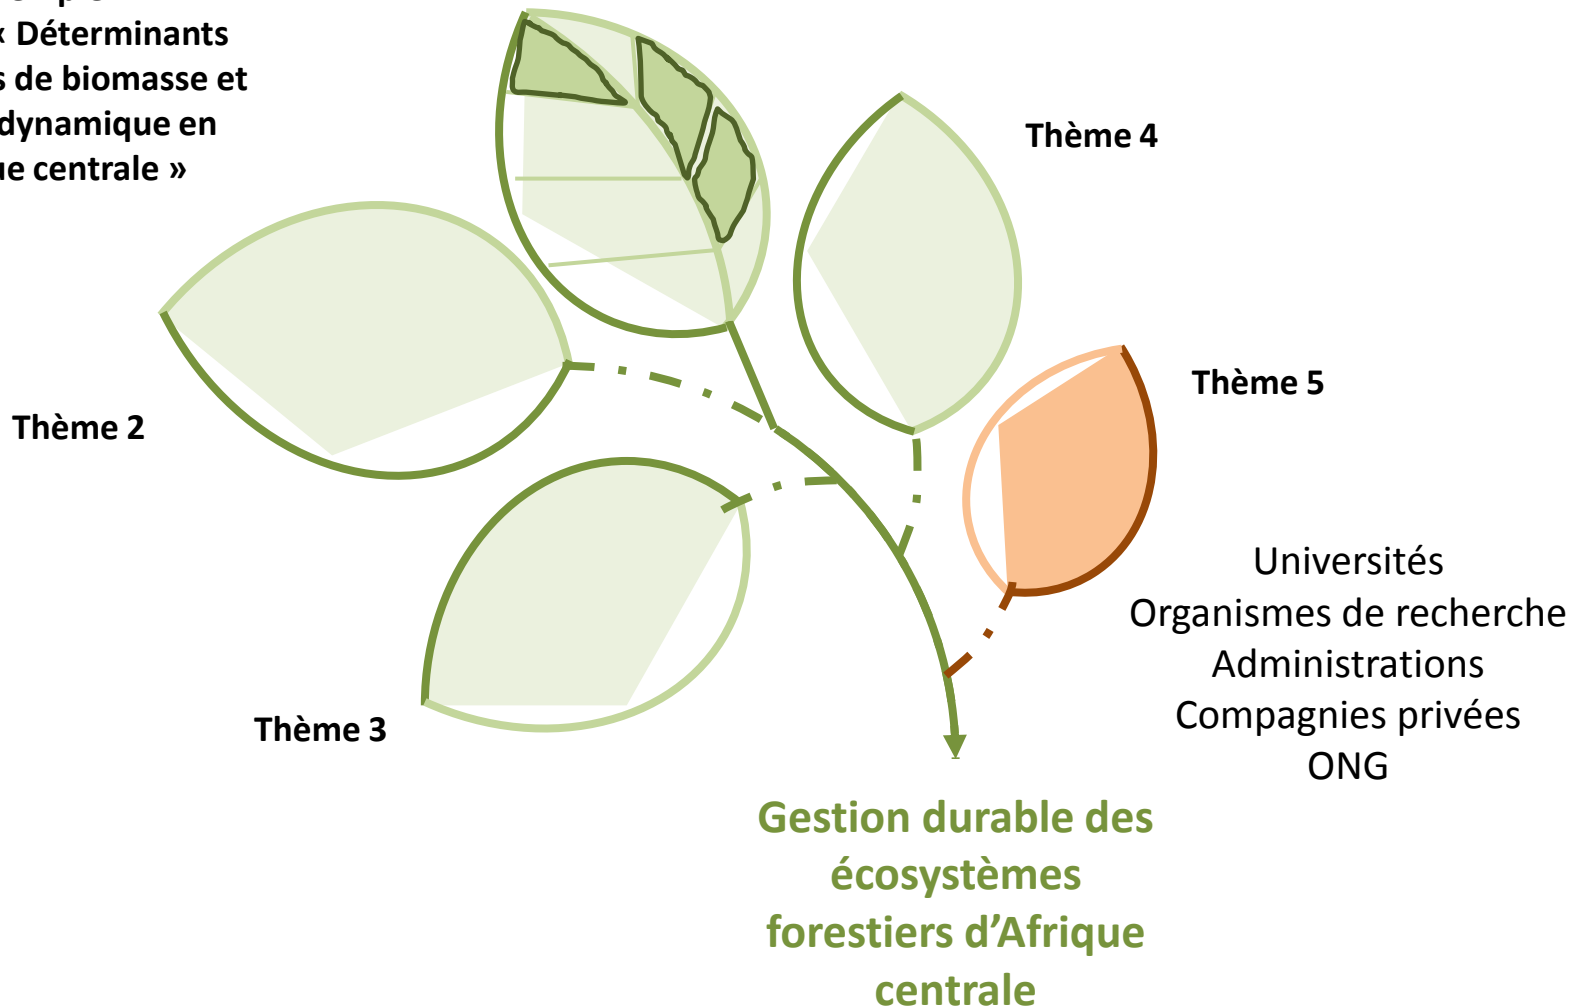 « Déterminants
de biomasse et
dynamique en
centrale »
Thème 4
Thème 5
Thème 2
Universités
Organismes de recherche
Administrations
Compagnies privées
ONG
Thème 3
Gestion durable des
écosystèmes
forestiers d’Afrique
centrale